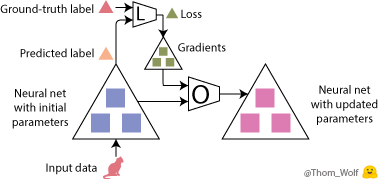 Ground-truth label
L
Loss
Predicted label
Gradients
Neural net
with initial
parameters
O
Neural net
with updated
parameters
Input data
@Thom_Wolf